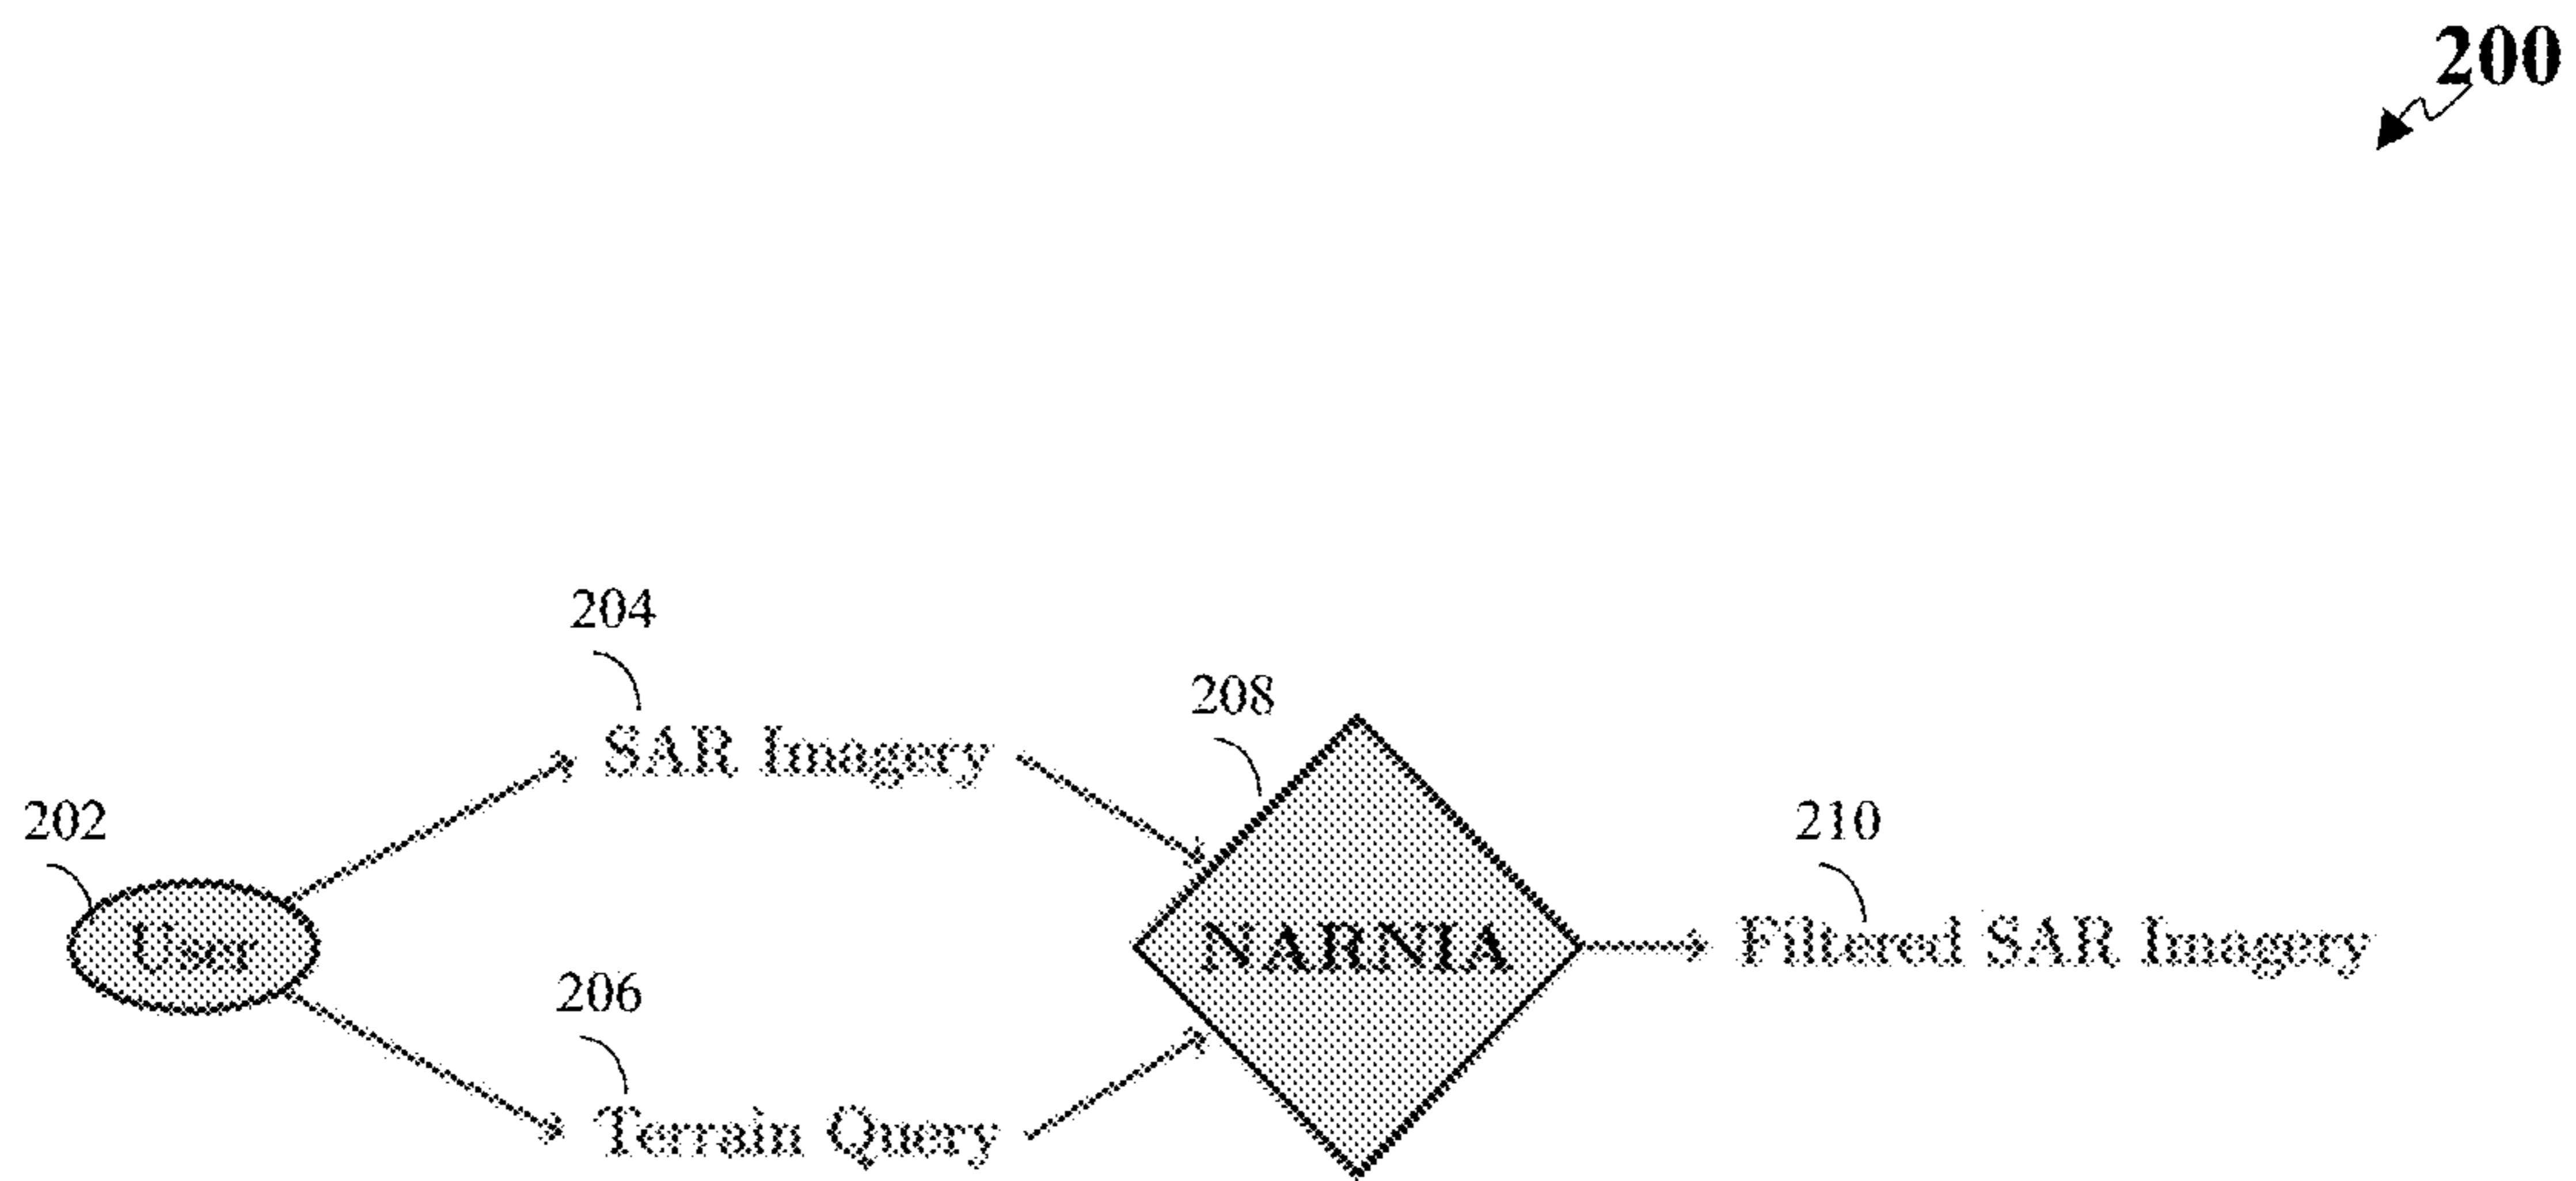 200
204
SAR Imagery
208
202
User
NARNIA
210
Filtered SAR Imagery
206
Terrain Query